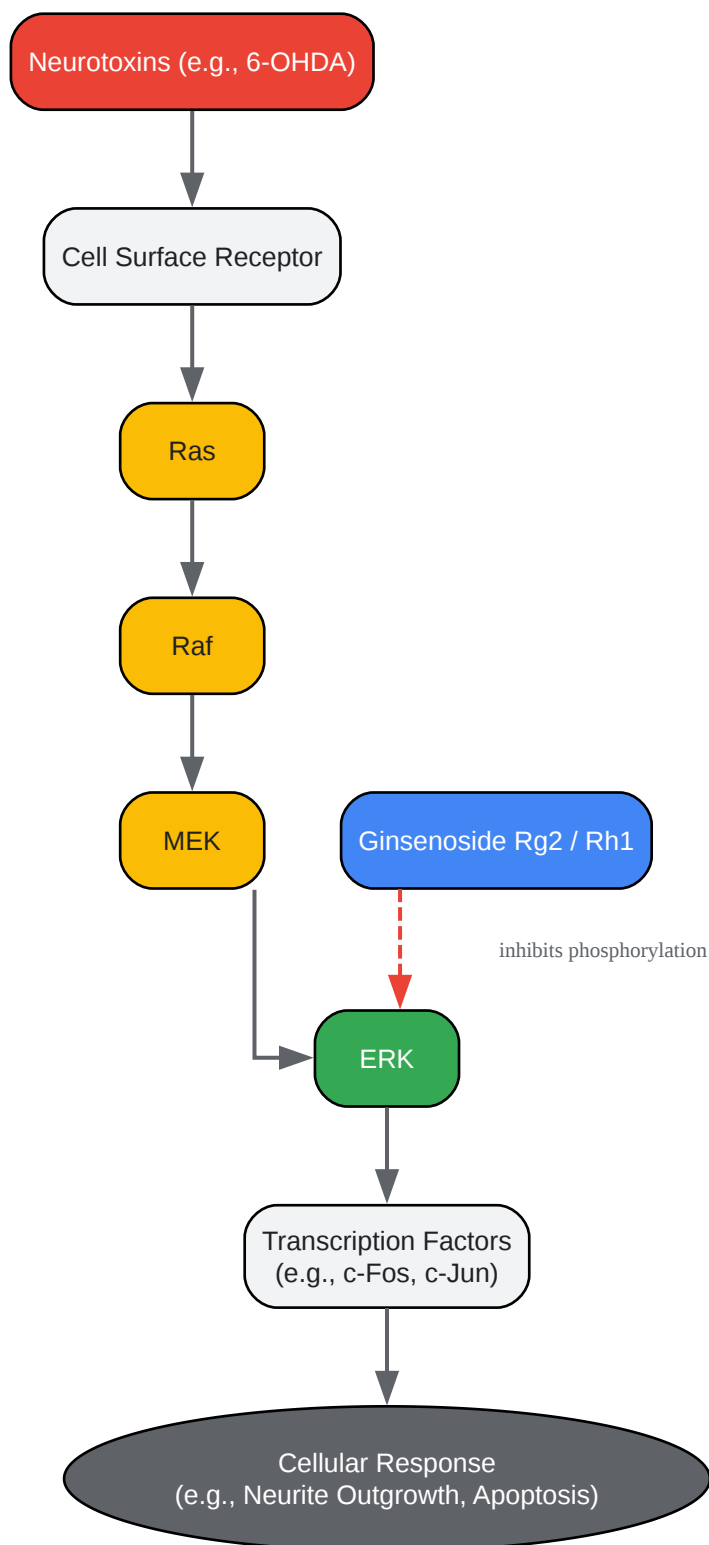 Neurotoxins (e.g., 6-OHDA)
Cell Surface Receptor
Ras
Raf
MEK
Ginsenoside Rg2 / Rh1
inhibits phosphorylation
ERK
Transcription Factors
(e.g., c-Fos, c-Jun)
Cellular Response
(e.g., Neurite Outgrowth, Apoptosis)